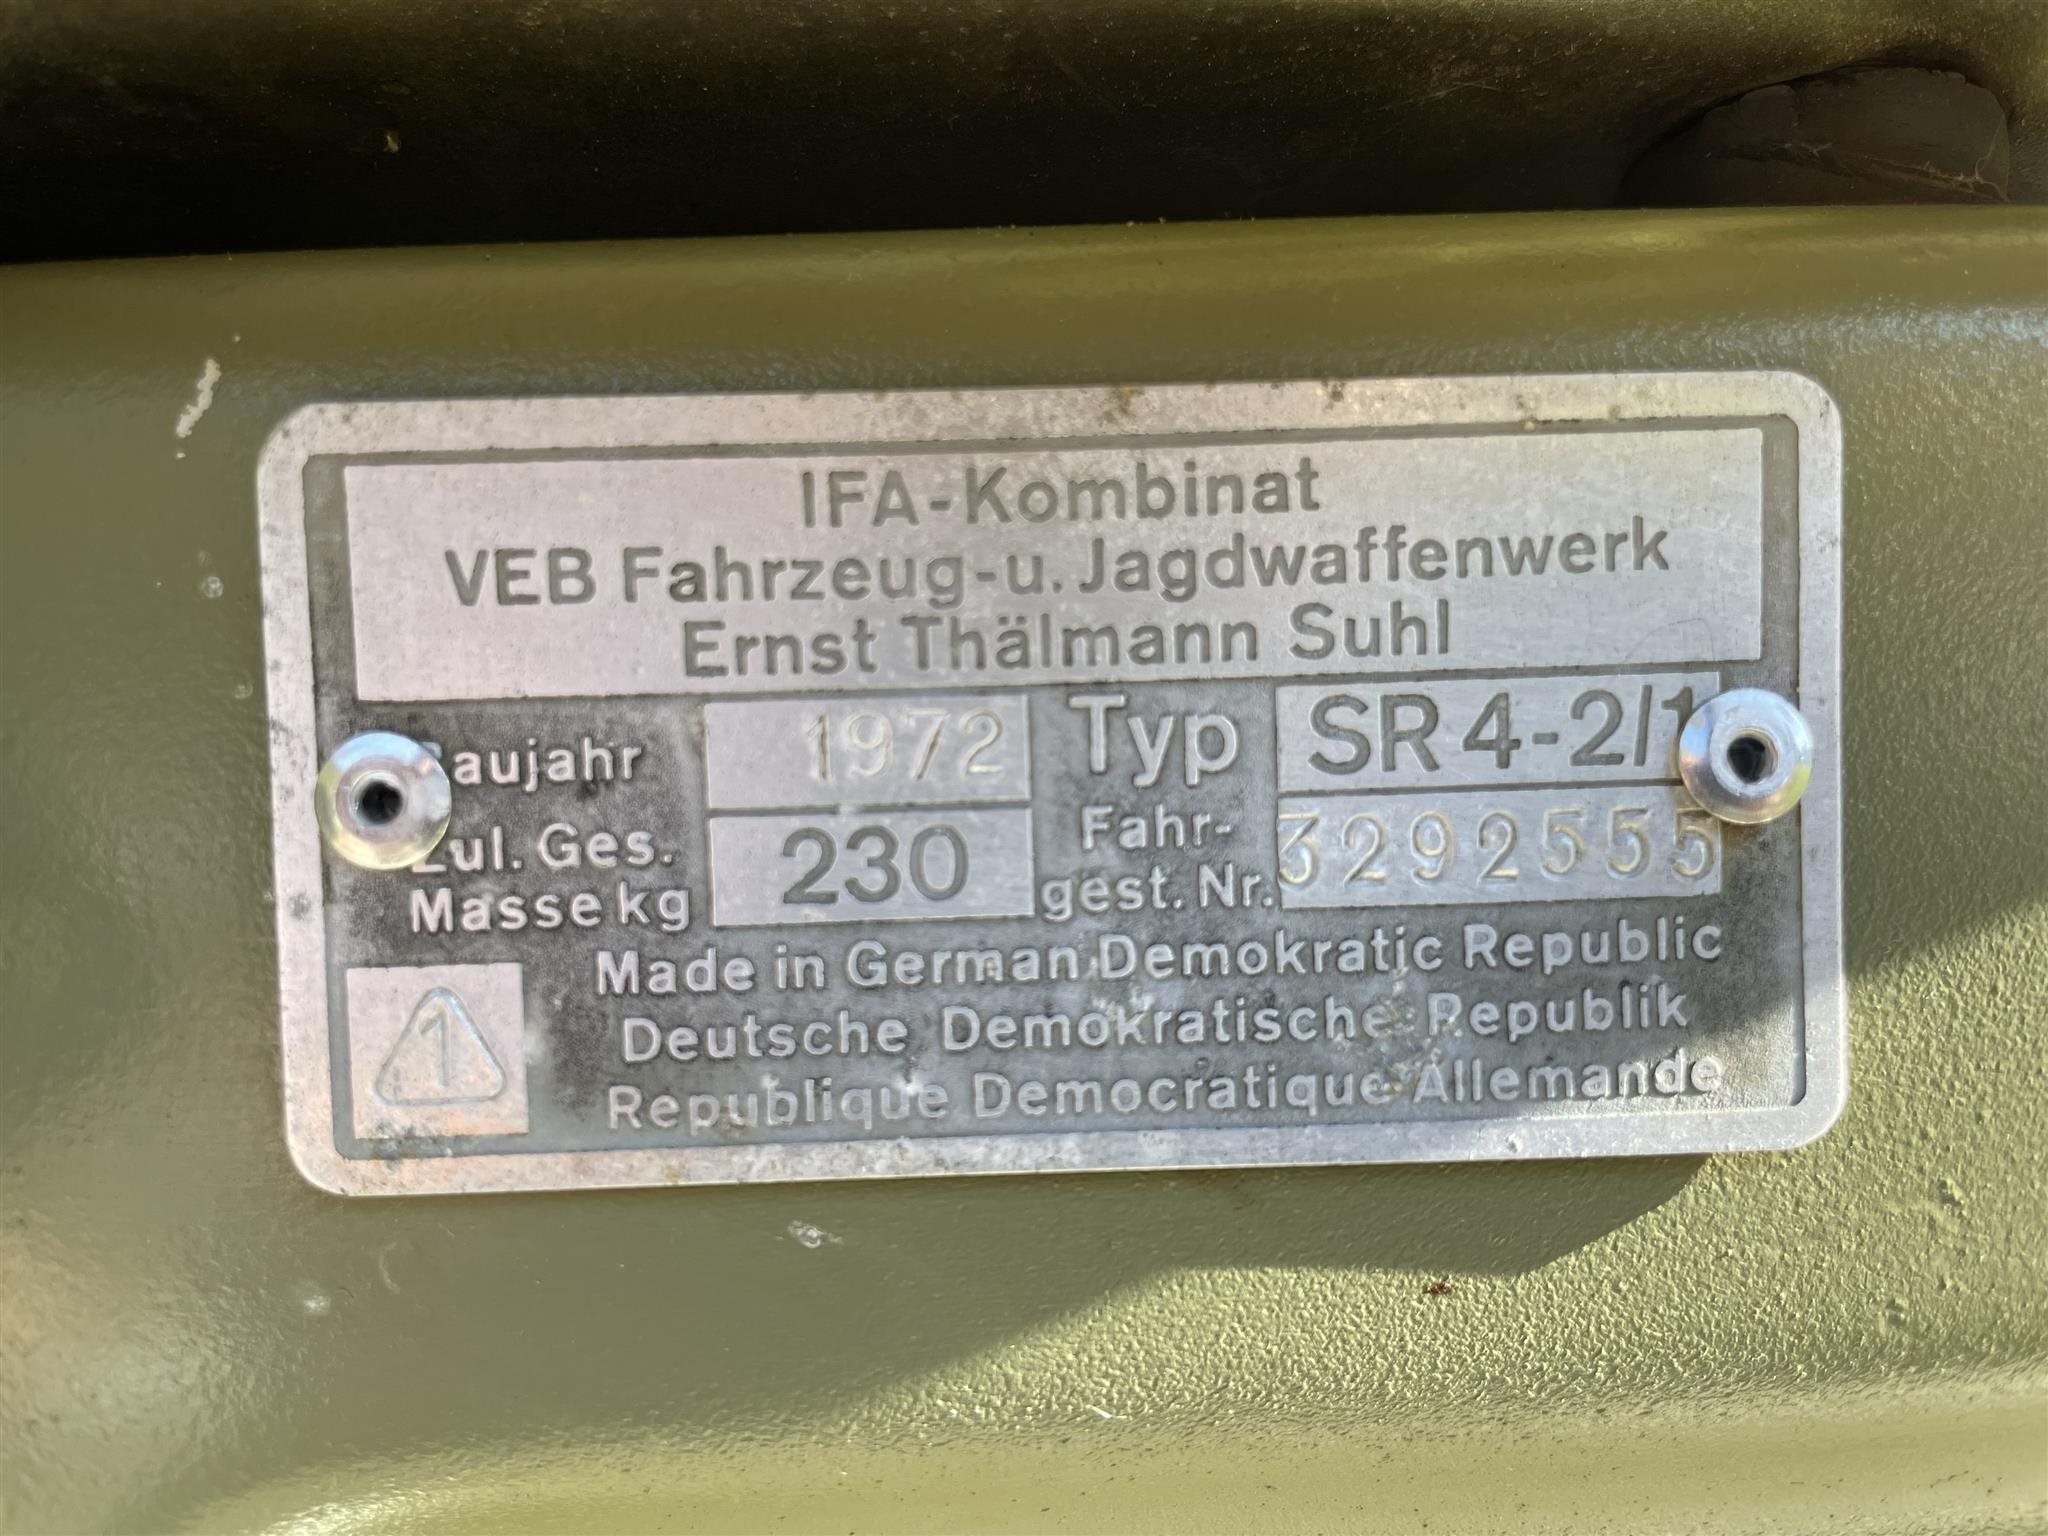 IFA-Kombinat
VEB Fahrzeug-u. Jagdwaffenwerk
Ernst Thälmann Suhl
Baujahr 1972 Typ SR 4-2/1
Zul. Ges. Masse kg 230 Fahr-gest. Nr. 3292555
1
Made in German Demokratic Republic
Deutsche Demokratische Republik
Republique Democratique Allemande